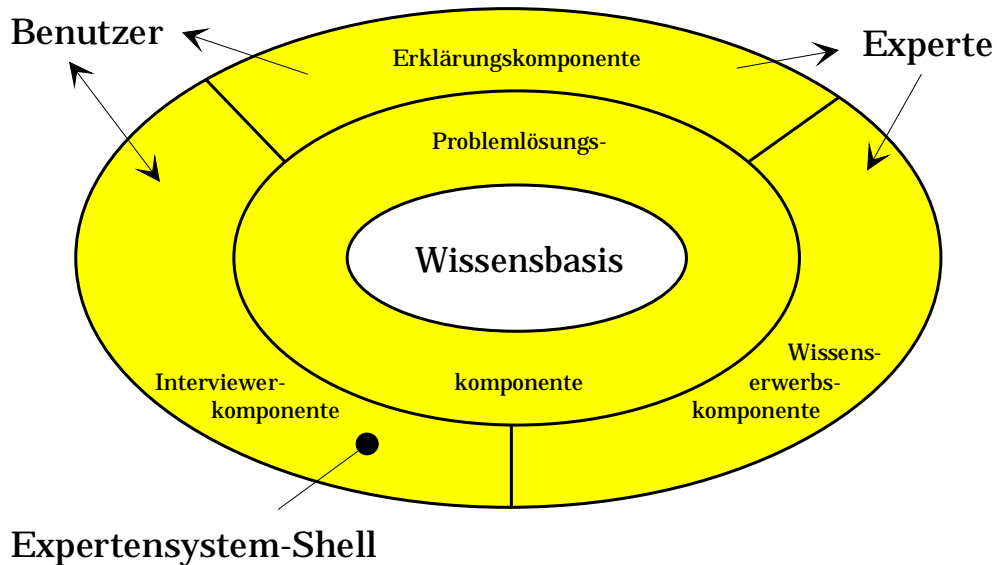 Benutzer
Erklärungskomponente
Experte
Problemlösungs-
Wissensbasis
Interviewer-
komponente
komponente
Wissens-
erwerbs-
komponente
Expertensystem-Shell